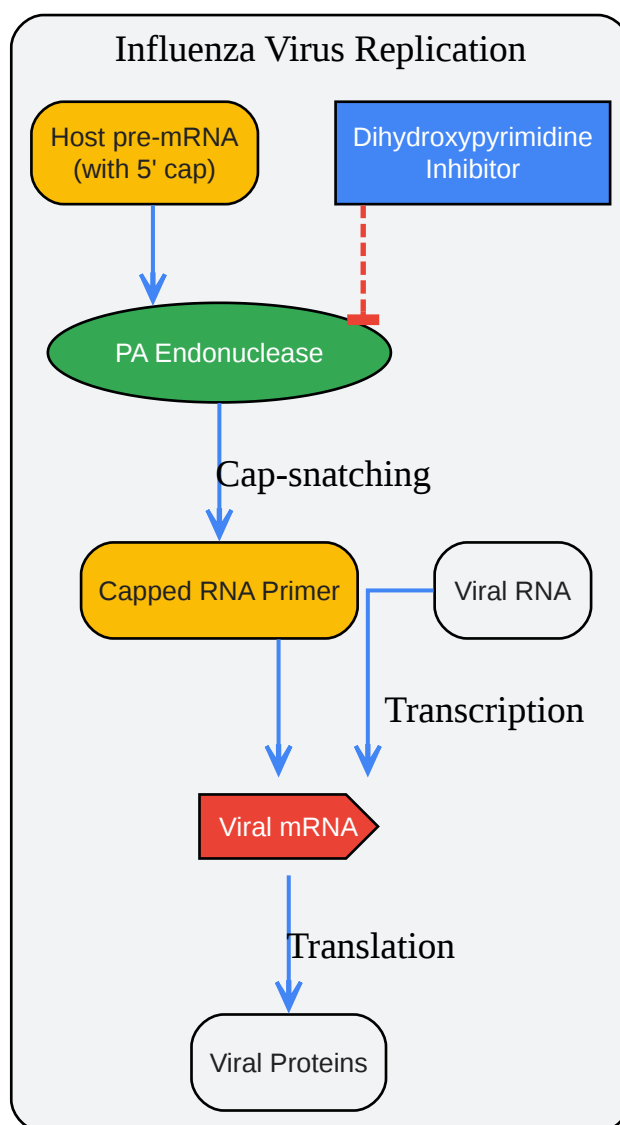 Influenza Virus Replication
Host pre-mRNA
(with 5' cap)
Dihydroxypyrimidine
Inhibitor
PA Endonuclease
Cap-snatching
Capped RNA Primer
Viral RNA
Transcription
Viral mRNA
Translation
Viral Proteins